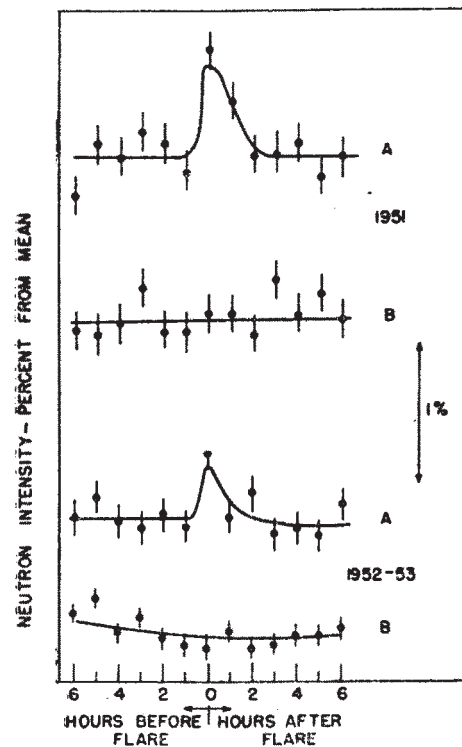 NEUTRON INTENSITY-PERCENT FROM MEAN
A
1951
B
1%
A
1952-53
B
6 4 2 0 2 4 6
HOURS BEFORE FLARE
HOURS AFTER FLARE